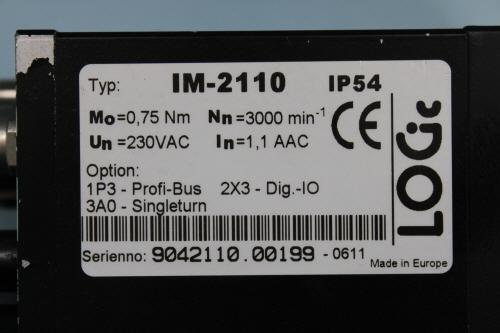 Typ: IM-2110 IP54
Mo=0,75 Nm Nn=3000 min⁻¹
Un =230VAC In=1,1 AAC
Option:
1P3 - Profi-Bus 2X3 - Dig.-IO
3A0 - Singleturn
Serienno: 9042110.00199 - 0611
CE
LOGic
Made in Europe